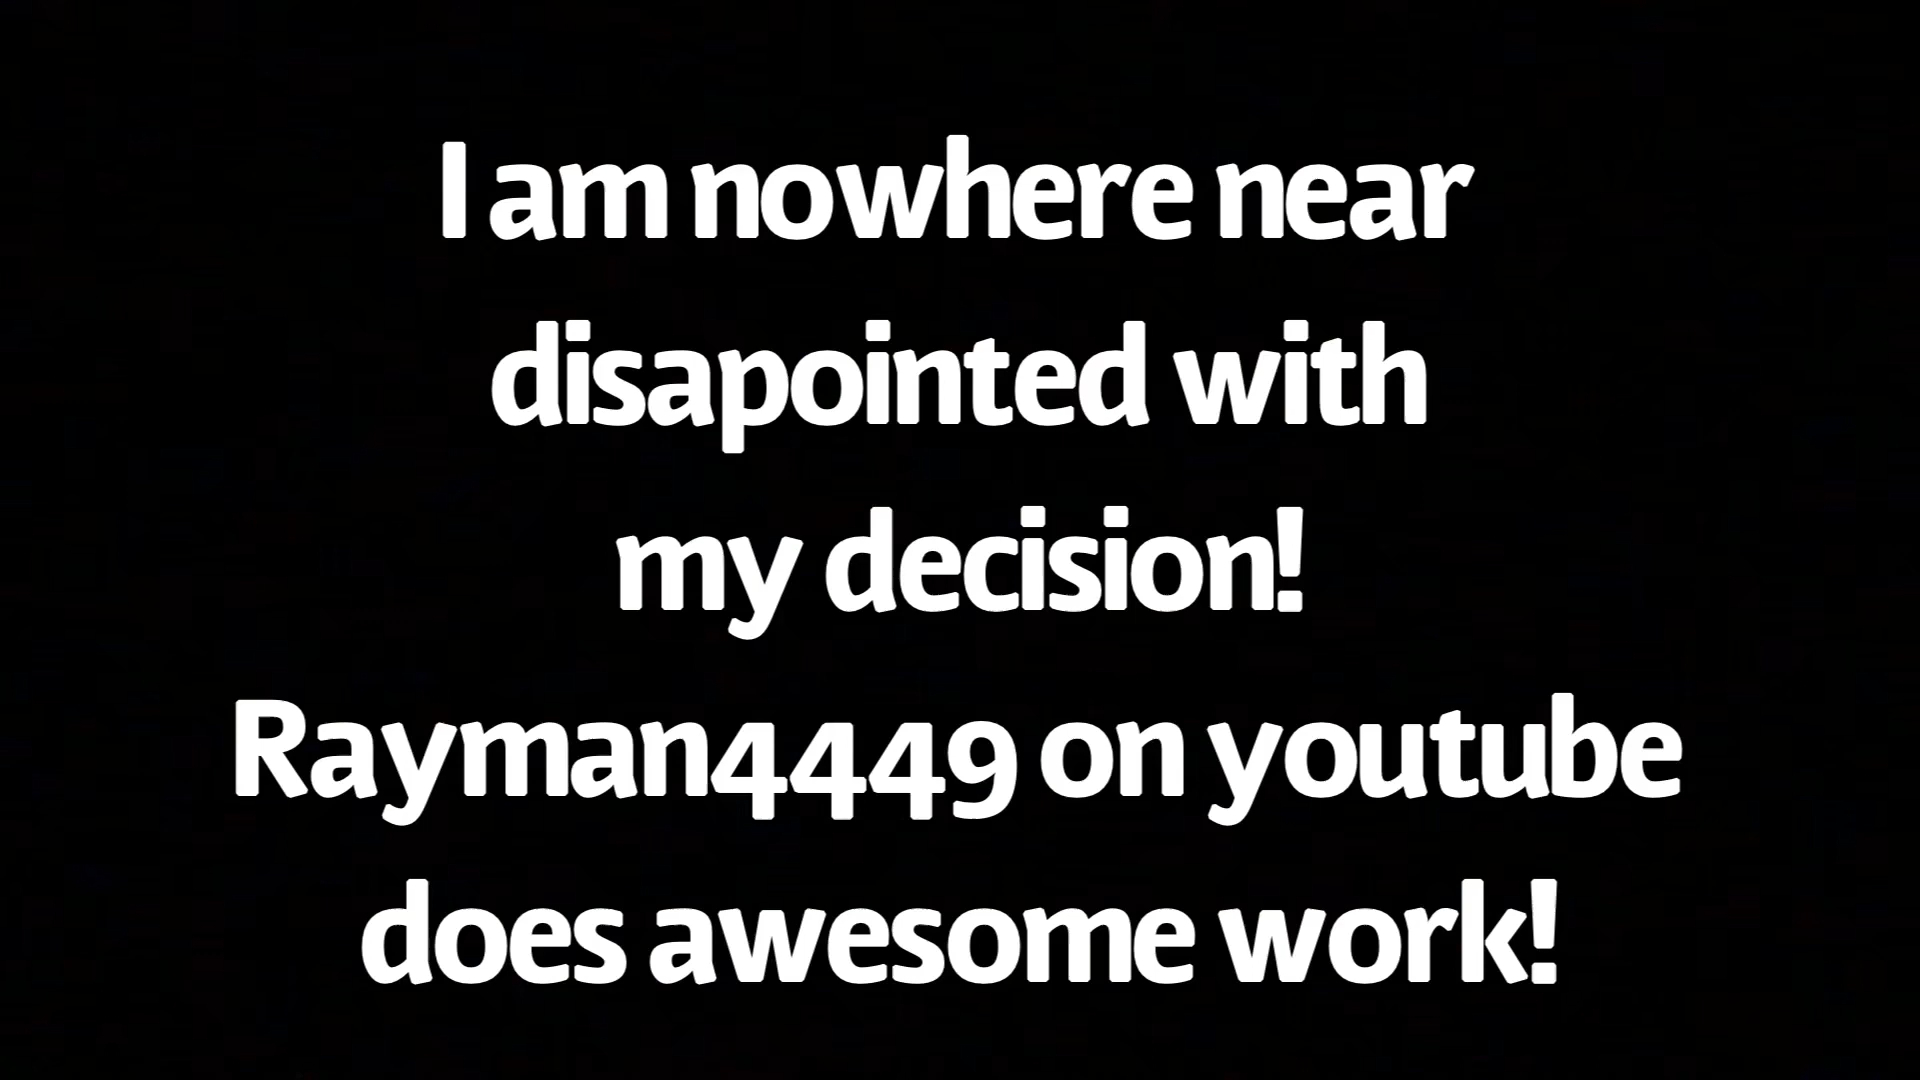 I am nowhere near
disapointed with
my decision!
Rayman4449 on youtube
does awesome work!